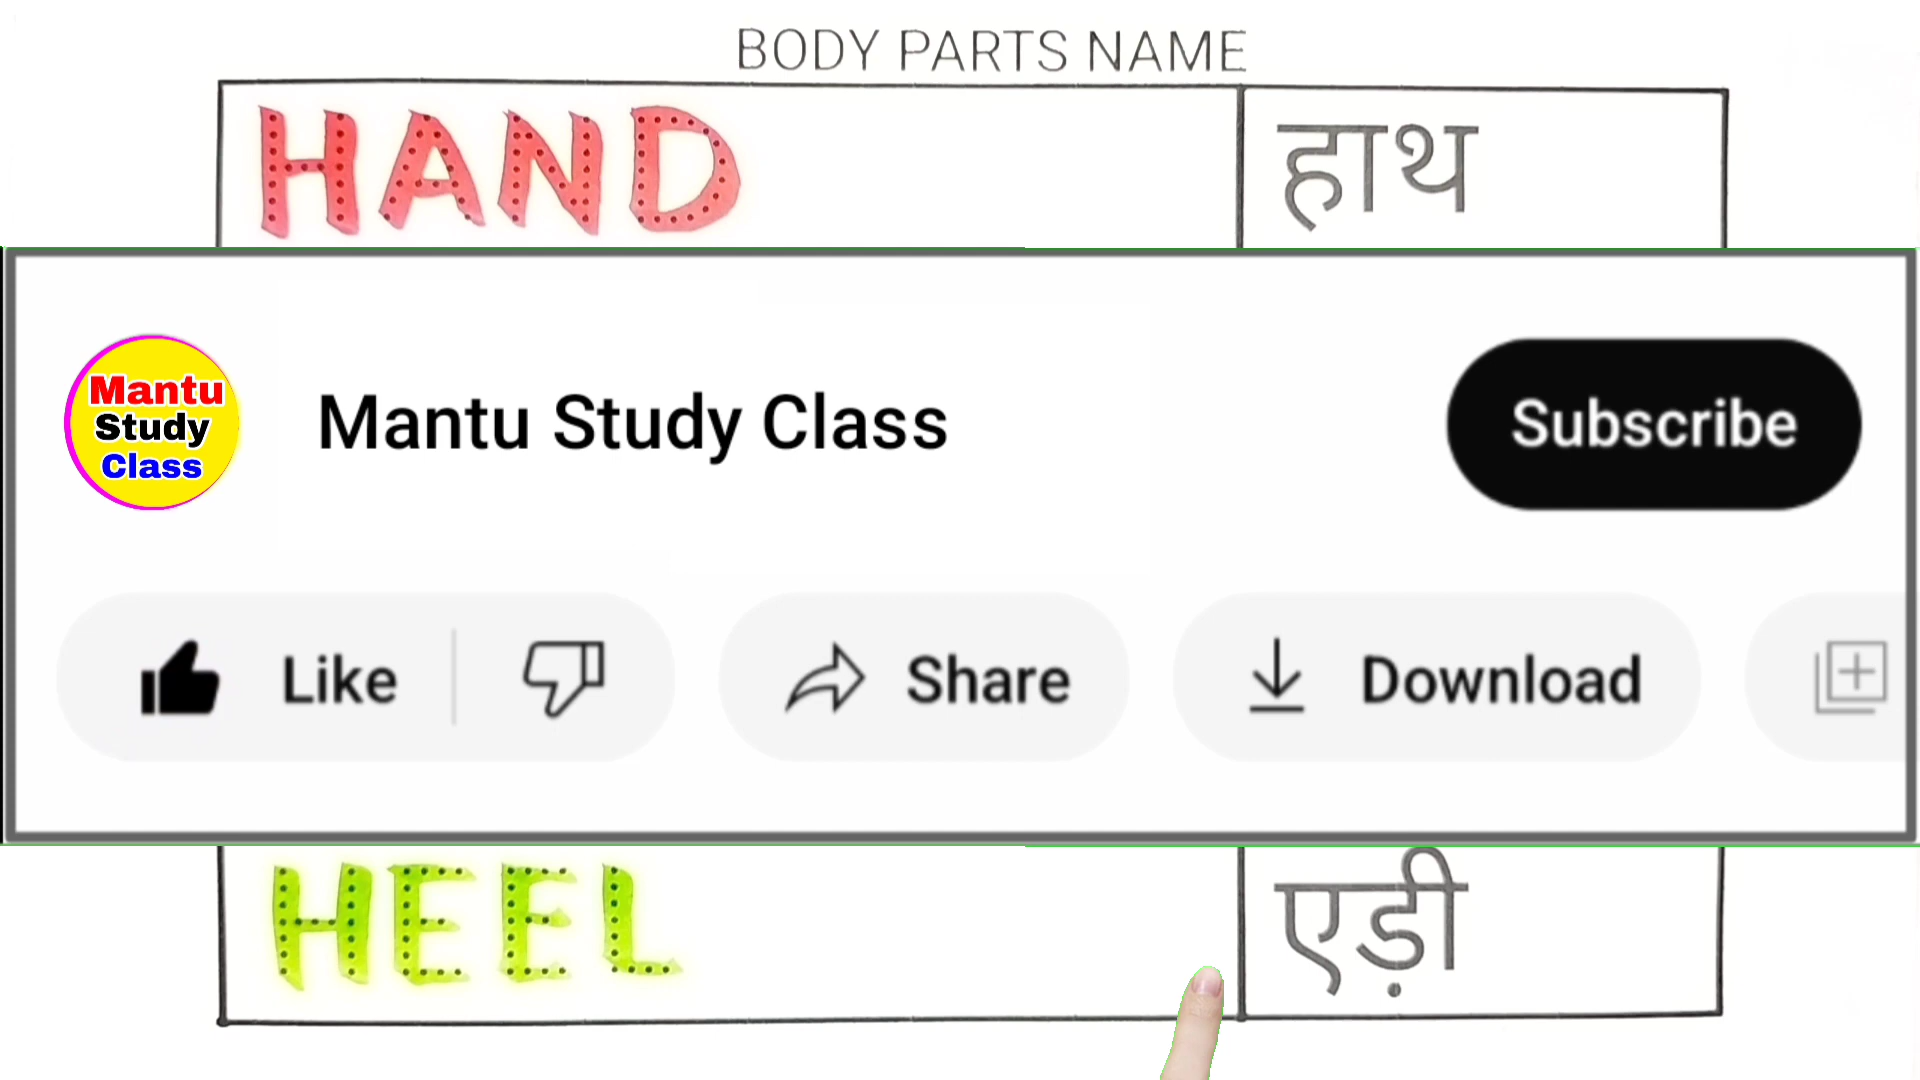 BODY PARTS NAME
HAND हाथ
Mantu
Study
Class
Mantu Study Class
Subscribe
Like
Share
Download
HEEL एड़ी